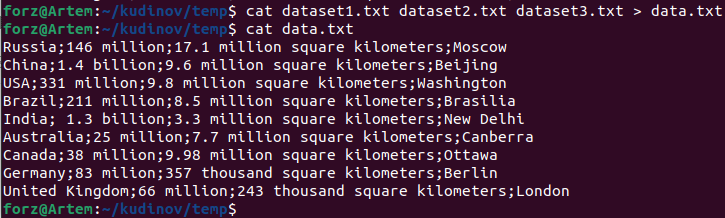 forz@Artem:~/kudinov/temp$ cat dataset1.txt dataset2.txt dataset3.txt > data.txt
forz@Artem:~/kudinov/temp$ cat data.txt
Russia;146 million;17.1 million square kilometers;Moscow
China;1.4 billion;9.6 million square kilometers;Beijing
USA;331 million;9.8 million square kilometers;Washington
Brazil;211 million;8.5 million square kilometers;Brasilia
India; 1.3 billion;3.3 million square kilometers;New Delhi
Australia;25 million;7.7 million square kilometers;Canberra
Canada;38 million;9.98 million square kilometers;Ottawa
Germany;83 milion;357 thousand square kilometers;Berlin
United Kingdom;66 million;243 thousand square kilometers;London
forz@Artem:~/kudinov/temp$